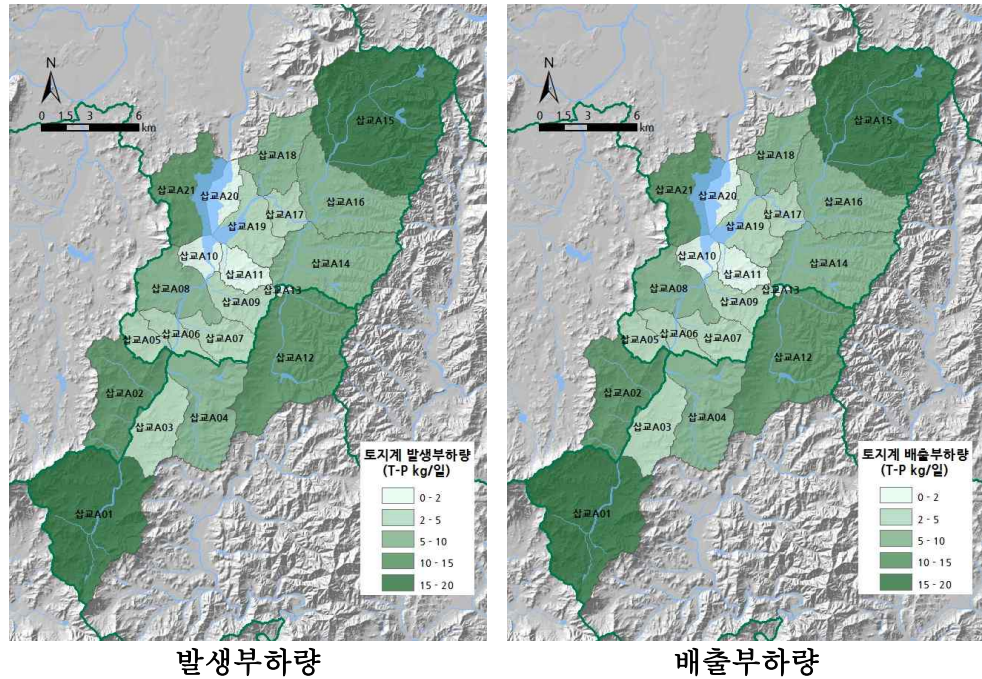 N
0 1.5 3 6
km
삽교A15
삽교A18
삽교A21
삽교A20
삽교A16
삽교A17
삽교A19
삽교A10
삽교A11
삽교A14
삽교A08
삽교A13
삽교A09
삽교A05
삽교A06
삽교A07
삽교A12
삽교A02
삽교A04
삽교A03
삽교A01
토지계 발생부하량
(T-P kg/일)
0 - 2
2 - 5
5 - 10
10 - 15
15 - 20
발생부하량
N
0 1.5 3 6
km
삽교A15
삽교A18
삽교A21
삽교A20
삽교A16
삽교A17
삽교A19
삽교A10
삽교A11
삽교A14
삽교A08
삽교A13
삽교A09
삽교A05
삽교A06
삽교A07
삽교A12
삽교A02
삽교A04
삽교A03
삽교A01
토지계 배출부하량
(T-P kg/일)
0 - 2
2 - 5
5 - 10
10 - 15
15 - 20
배출부하량